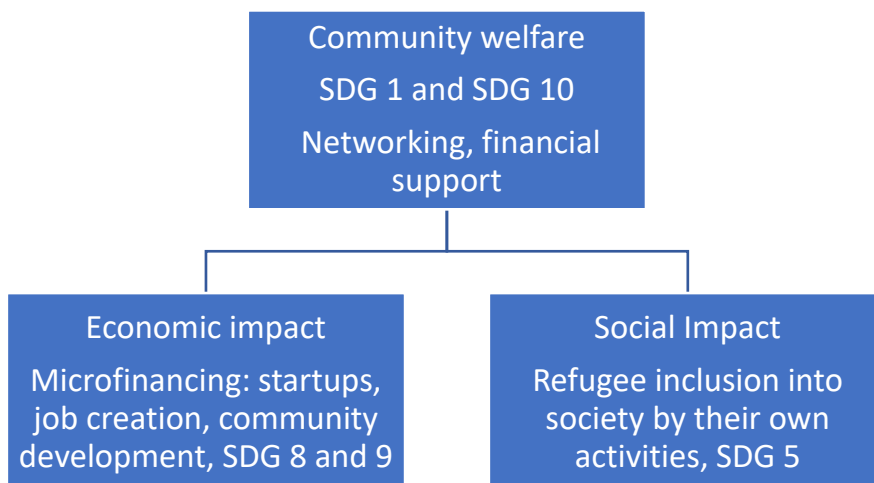 Community welfare
SDG 1 and SDG 10
Networking, financial
support
Economic impact
Microfinancing: startups,
job creation, community
development, SDG 8 and 9
Social Impact
Refugee inclusion into
society by their own
activities, SDG 5